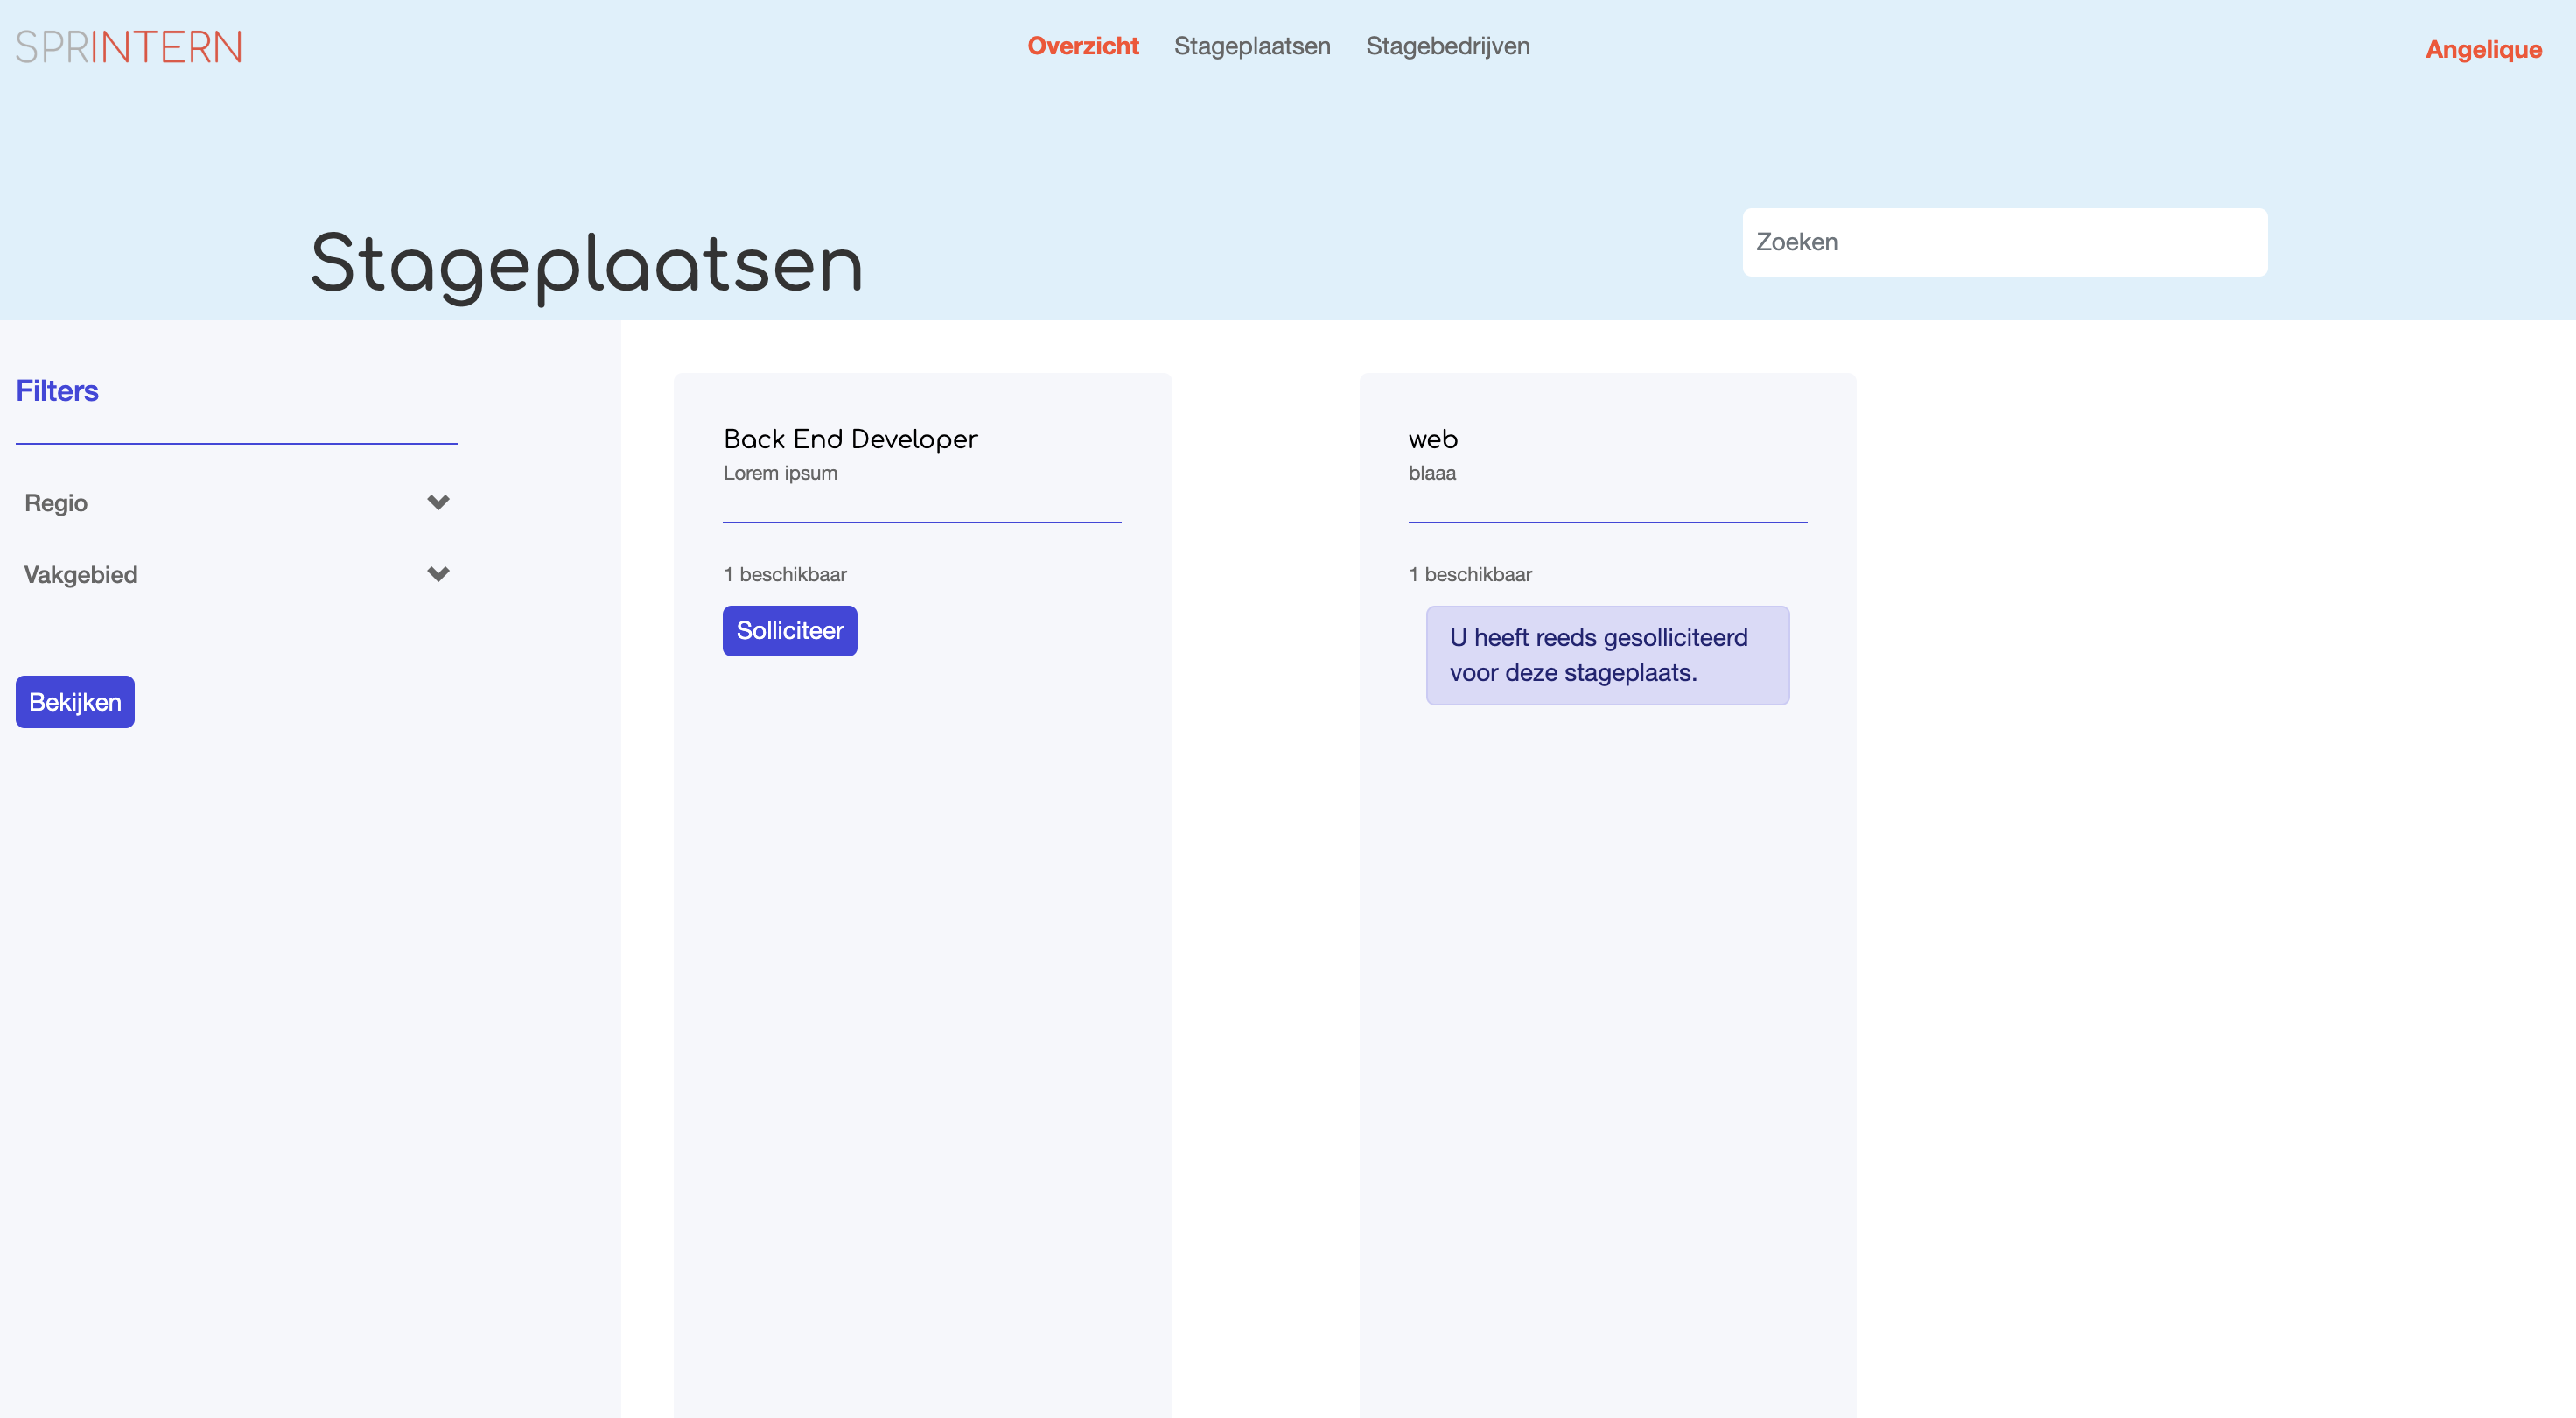 SPRINTERN
Overzicht Stageplaatsen Stagebedrijven
Angelique
Stageplaatsen
Zoeken
Filters
Regio
Vakgebied
Bekijken
Back End Developer
Lorem ipsum
1 beschikbaar
Solliciteer
web
blaaa
1 beschikbaar
U heeft reeds gesolliciteerd
voor deze stageplaats.